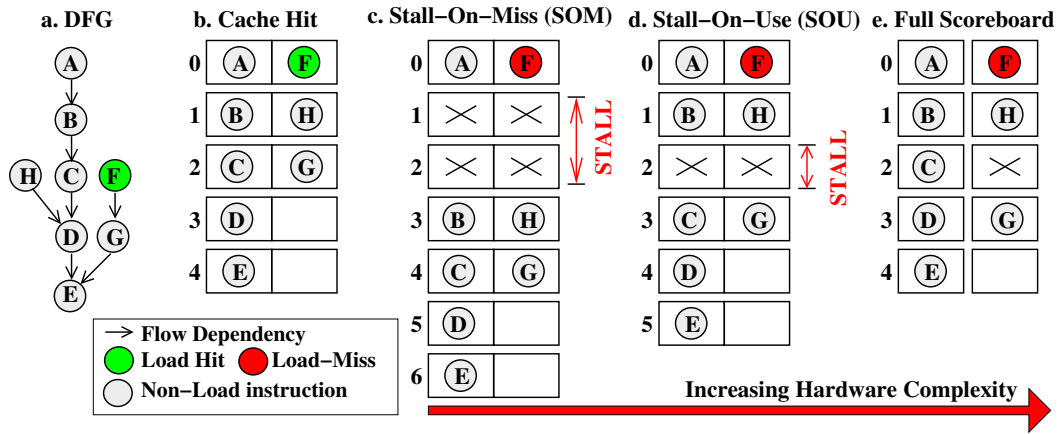 a. DFG
b. Cache Hit
c. Stall-On-Miss (SOM)
d. Stall-On-Use (SOU)
e. Full Scoreboard
A
B
H C F
D G
E
0 A F
1 B H
2 C G
3 D
4 E
0 A F
1
2
3 B H
4 C G
5 D
6 E
STALL
0 A F
1 B H
2
3 C G
4 D
5 E
STALL
0 A F
1 B H
2 C
3 D G
4 E
Flow Dependency
Load Hit Load-Miss
Non-Load instruction
Increasing Hardware Complexity